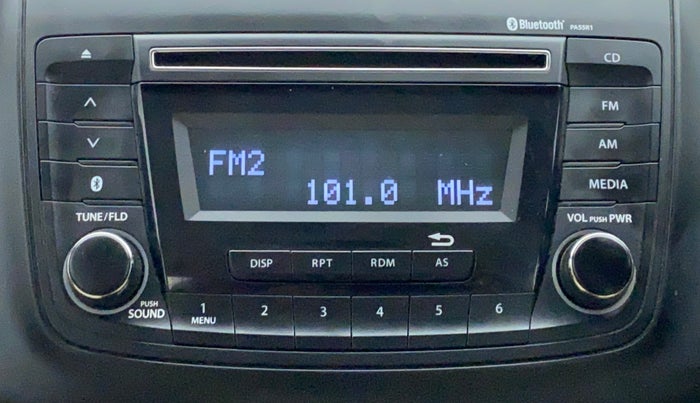 Bluetooth PA55R1
CD
FM
FM2
AM
101.0 MHz
MEDIA
TUNE/FLD
VOL PUSH PWR
DISP RPT RDM AS
PUSH SOUND
1 MENU 2 3 4 5 6